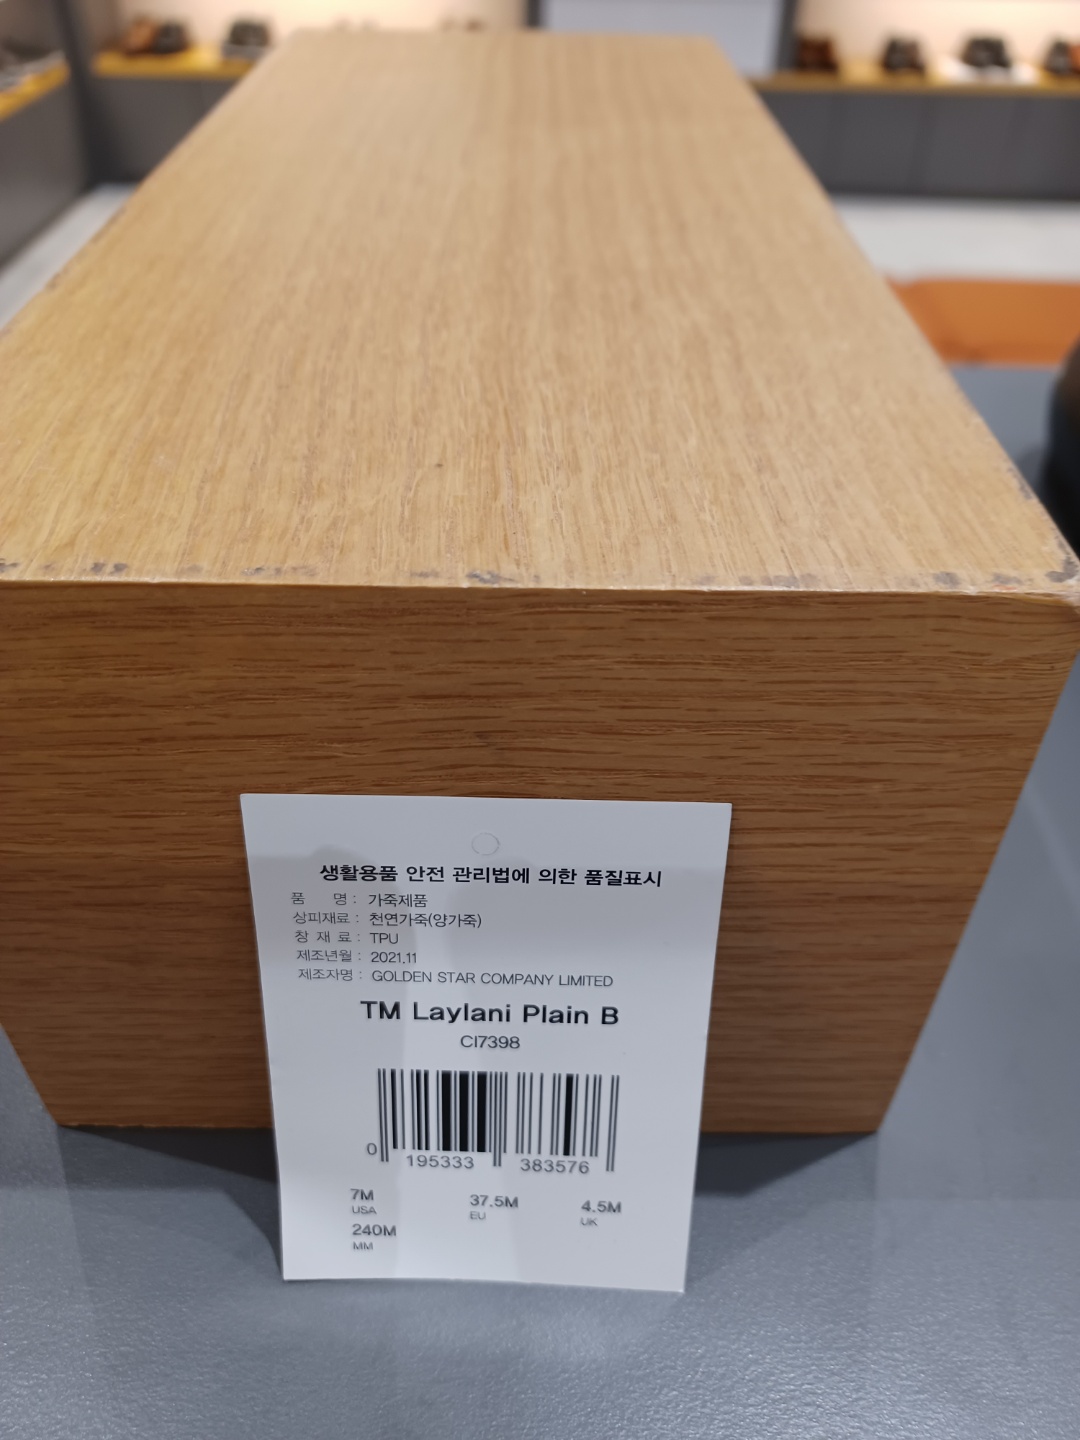 생활용품 안전 관리법에 의한 품질표시
품 명 : 가죽제품
상피재료 : 천연가죽(양가죽)
창 재 료 : TPU
제조년월 : 2021.11
제조자명 : GOLDEN STAR COMPANY LIMITED
TM Laylani Plain B
CI7398
0 195333 383576
7M 37.5M 4.5M
USA EU UK
240M
MM